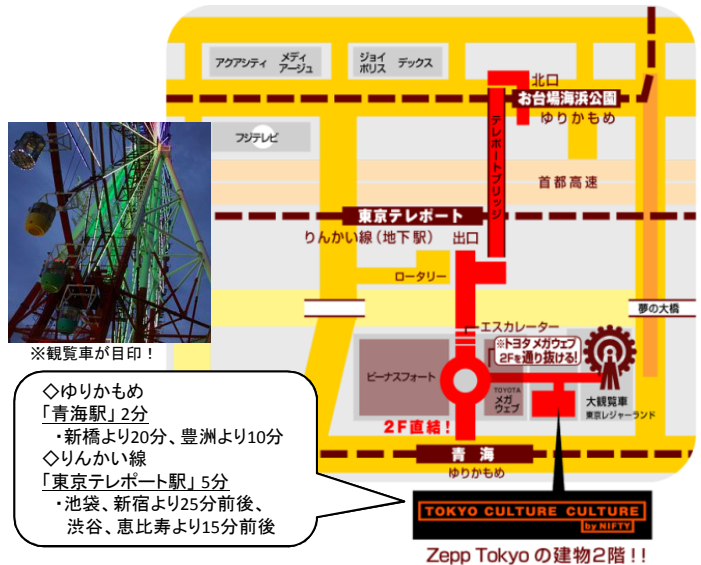 アクアシティ
メディ
アージュ
ジョイ
ポリス
デックス
北口
お台場海浜公園
ゆりかもめ
テレポートブリッジ
フジテレビ
首都高速
東京テレポート
りんかい線(地下駅)
出口
ロータリー
夢の大橋
エスカレーター
※トヨタ メガウェブ
2Fを通り抜ける!
ビーナスフォート
TOYOTA
メガ
ウェブ
大観覧車
東京レジャーランド
2F直結!
青海
ゆりかもめ
※観覧車が目印!
◇ゆりかもめ
「青海駅」2分
・新橋より20分、豊洲より10分
◇りんかい線
「東京テレポート駅」5分
・池袋、新宿より25分前後、
渋谷、恵比寿より15分前後
TOKYO CULTURE CULTURE
by NIFTY
Zepp Tokyo の建物2階!!